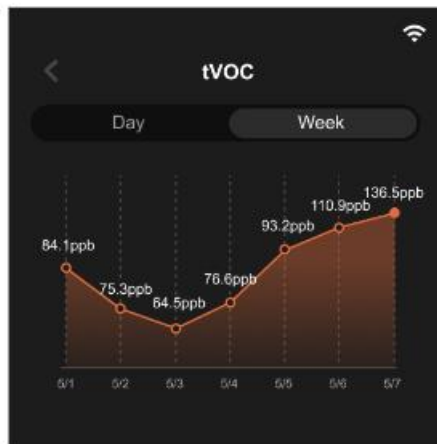 tVOC
Day Week
136.5ppb
110.9ppb
93.2ppb
84.1ppb
76.6ppb
75.3ppb
64.5ppb
5/1 5/2 5/3 5/4 5/5 5/6 5/7